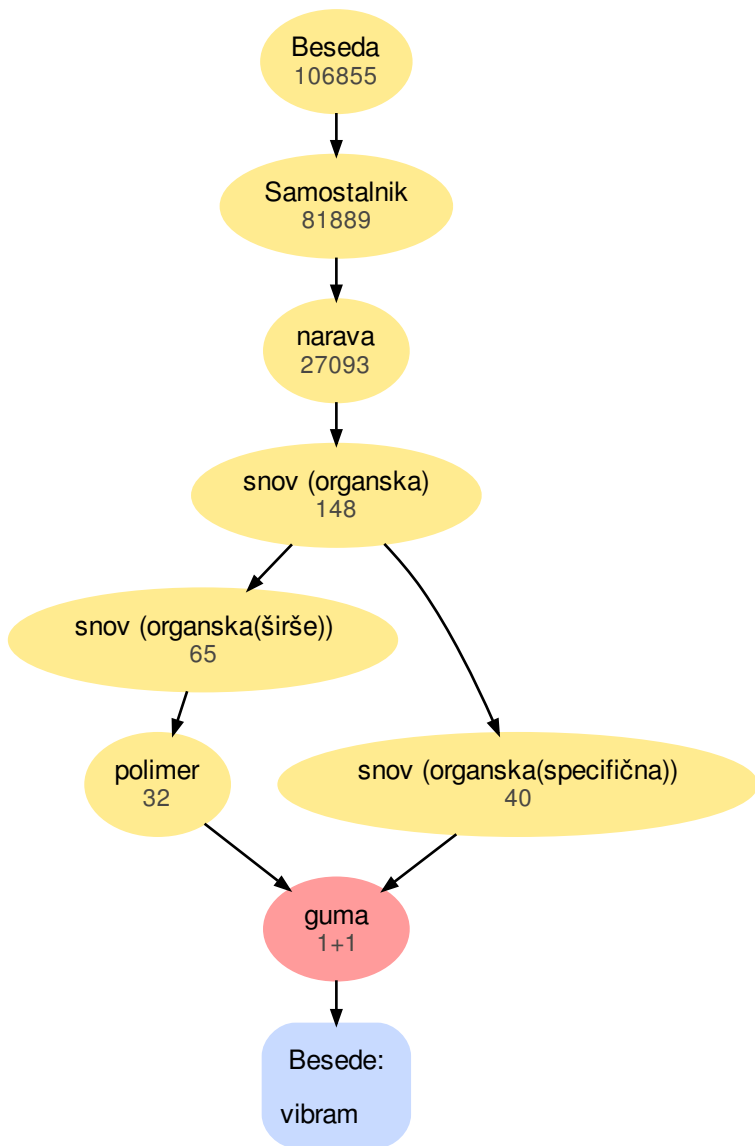 Beseda
106855
Samostalnik
81889
narava
27093
snov (organska)
148
snov (organska(širše))
65
polimer
32
snov (organska(specifična))
40
guma
1+1
Besede:
vibram